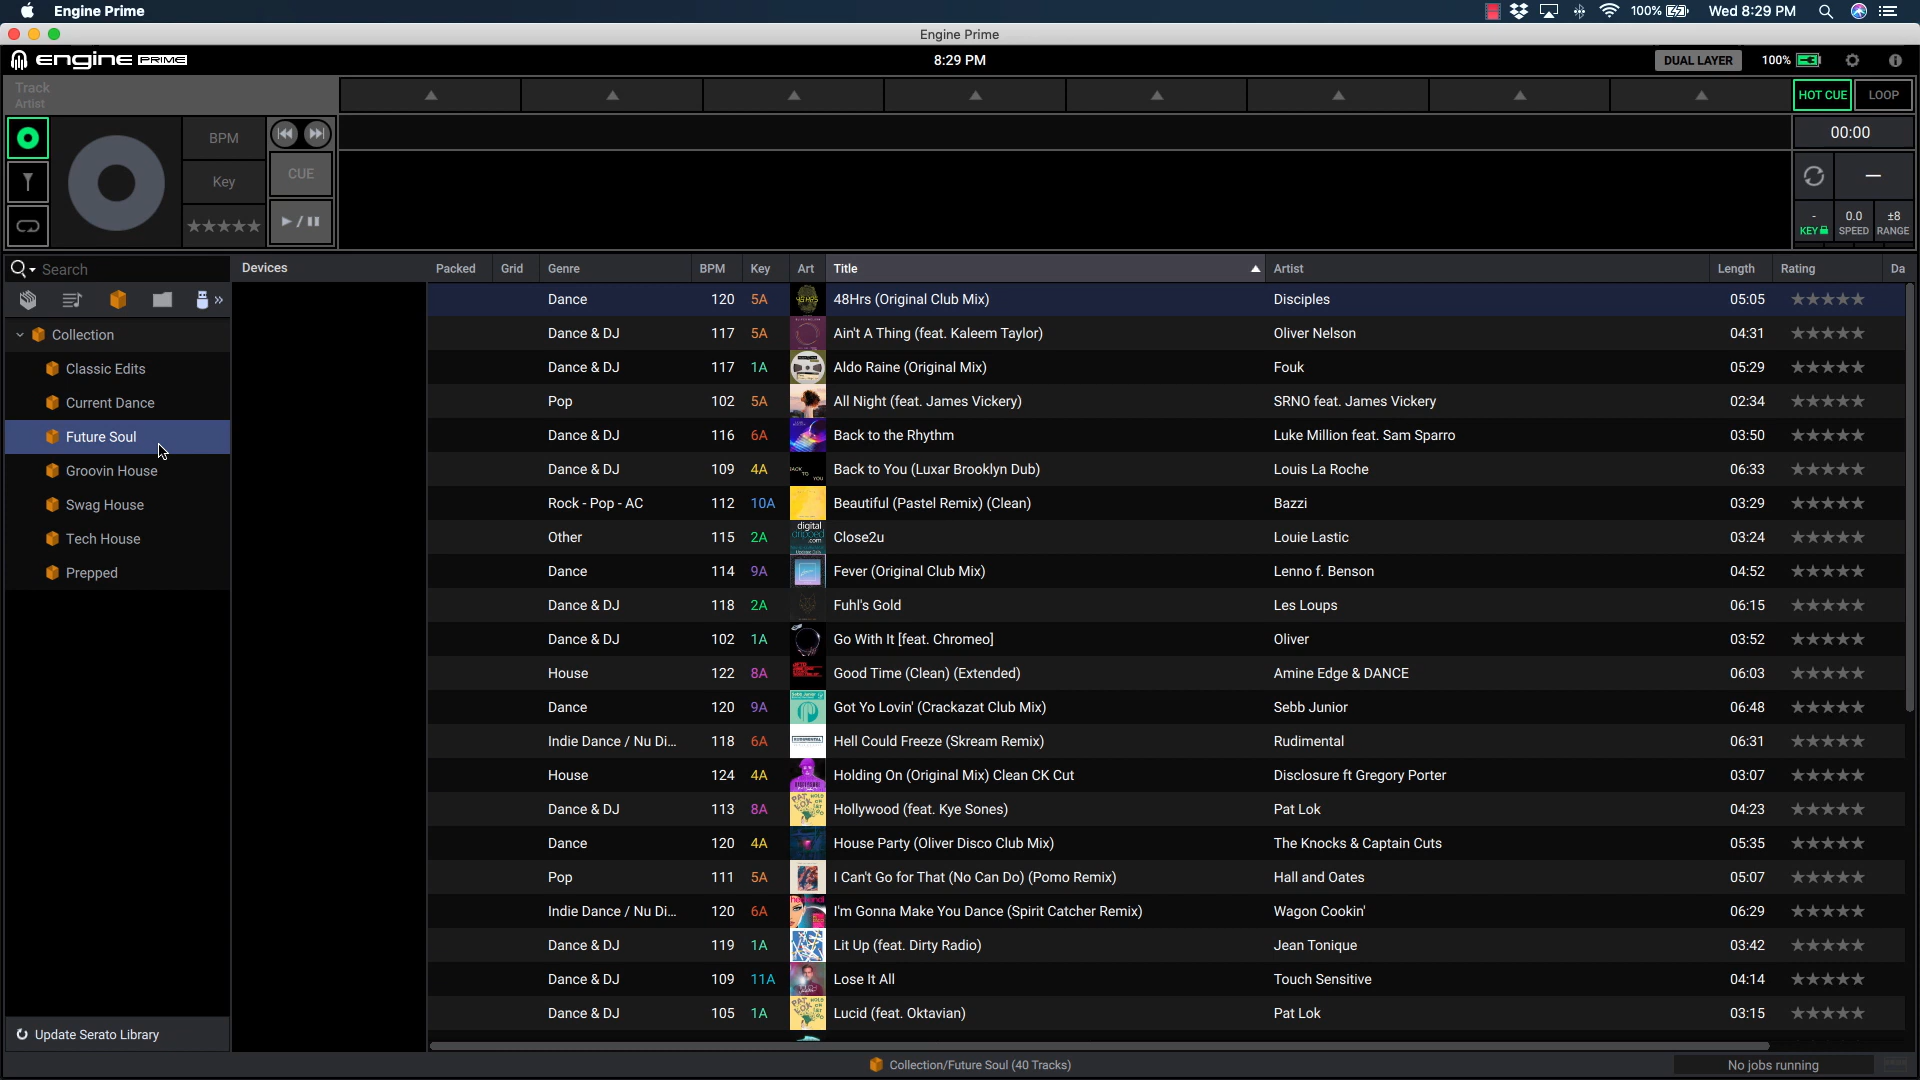 Engine Prime
100%
Wed 8:29 PM
Engine Prime
engine PRIME
8:29 PM
DUAL LAYER
100%
Track
Artist
HOT CUE
LOOP
BPM
Key
CUE
00:00
-
KEY
0.0
SPEED
±8
RANGE
Search
Devices
Packed Grid Genre BPM Key Art Title Artist Length Rating Da
Collection
Classic Edits
Current Dance
Future Soul
Groovin House
Swag House
Tech House
Prepped
Dance 120 5A 48Hrs (Original Club Mix) Disciples 05:05
Dance & DJ 117 5A Ain't A Thing (feat. Kaleem Taylor) Oliver Nelson 04:31
Dance & DJ 117 1A Aldo Raine (Original Mix) Fouk 05:29
Pop 102 5A All Night (feat. James Vickery) SRNO feat. James Vickery 02:34
Dance & DJ 116 6A Back to the Rhythm Luke Million feat. Sam Sparro 03:50
Dance & DJ 109 4A Back to You (Luxar Brooklyn Dub) Louis La Roche 06:33
Rock - Pop - AC 112 10A Beautiful (Pastel Remix) (Clean) Bazzi 03:29
Other 115 2A Close2u Louie Lastic 03:24
Dance 114 9A Fever (Original Club Mix) Lenno f. Benson 04:52
Dance & DJ 118 2A Fuhl's Gold Les Loups 06:15
Dance & DJ 102 1A Go With It [feat. Chromeo] Oliver 03:52
House 122 8A Good Time (Clean) (Extended) Amine Edge & DANCE 06:03
Dance 120 9A Got Yo Lovin' (Crackazat Club Mix) Sebb Junior 06:48
Indie Dance / Nu Di... 118 6A Hell Could Freeze (Skream Remix) Rudimental 06:31
House 124 4A Holding On (Original Mix) Clean CK Cut Disclosure ft Gregory Porter 03:07
Dance & DJ 113 8A Hollywood (feat. Kye Sones) Pat Lok 04:23
Dance 120 4A House Party (Oliver Disco Club Mix) The Knocks & Captain Cuts 05:35
Pop 111 5A I Can't Go for That (No Can Do) (Pomo Remix) Hall and Oates 05:07
Indie Dance / Nu Di... 120 6A I'm Gonna Make You Dance (Spirit Catcher Remix) Wagon Cookin' 06:29
Dance & DJ 119 1A Lit Up (feat. Dirty Radio) Jean Tonique 03:42
Dance & DJ 109 11A Lose It All Touch Sensitive 04:14
Dance & DJ 105 1A Lucid (feat. Oktavian) Pat Lok 03:15
Update Serato Library
Collection/Future Soul (40 Tracks)
No jobs running